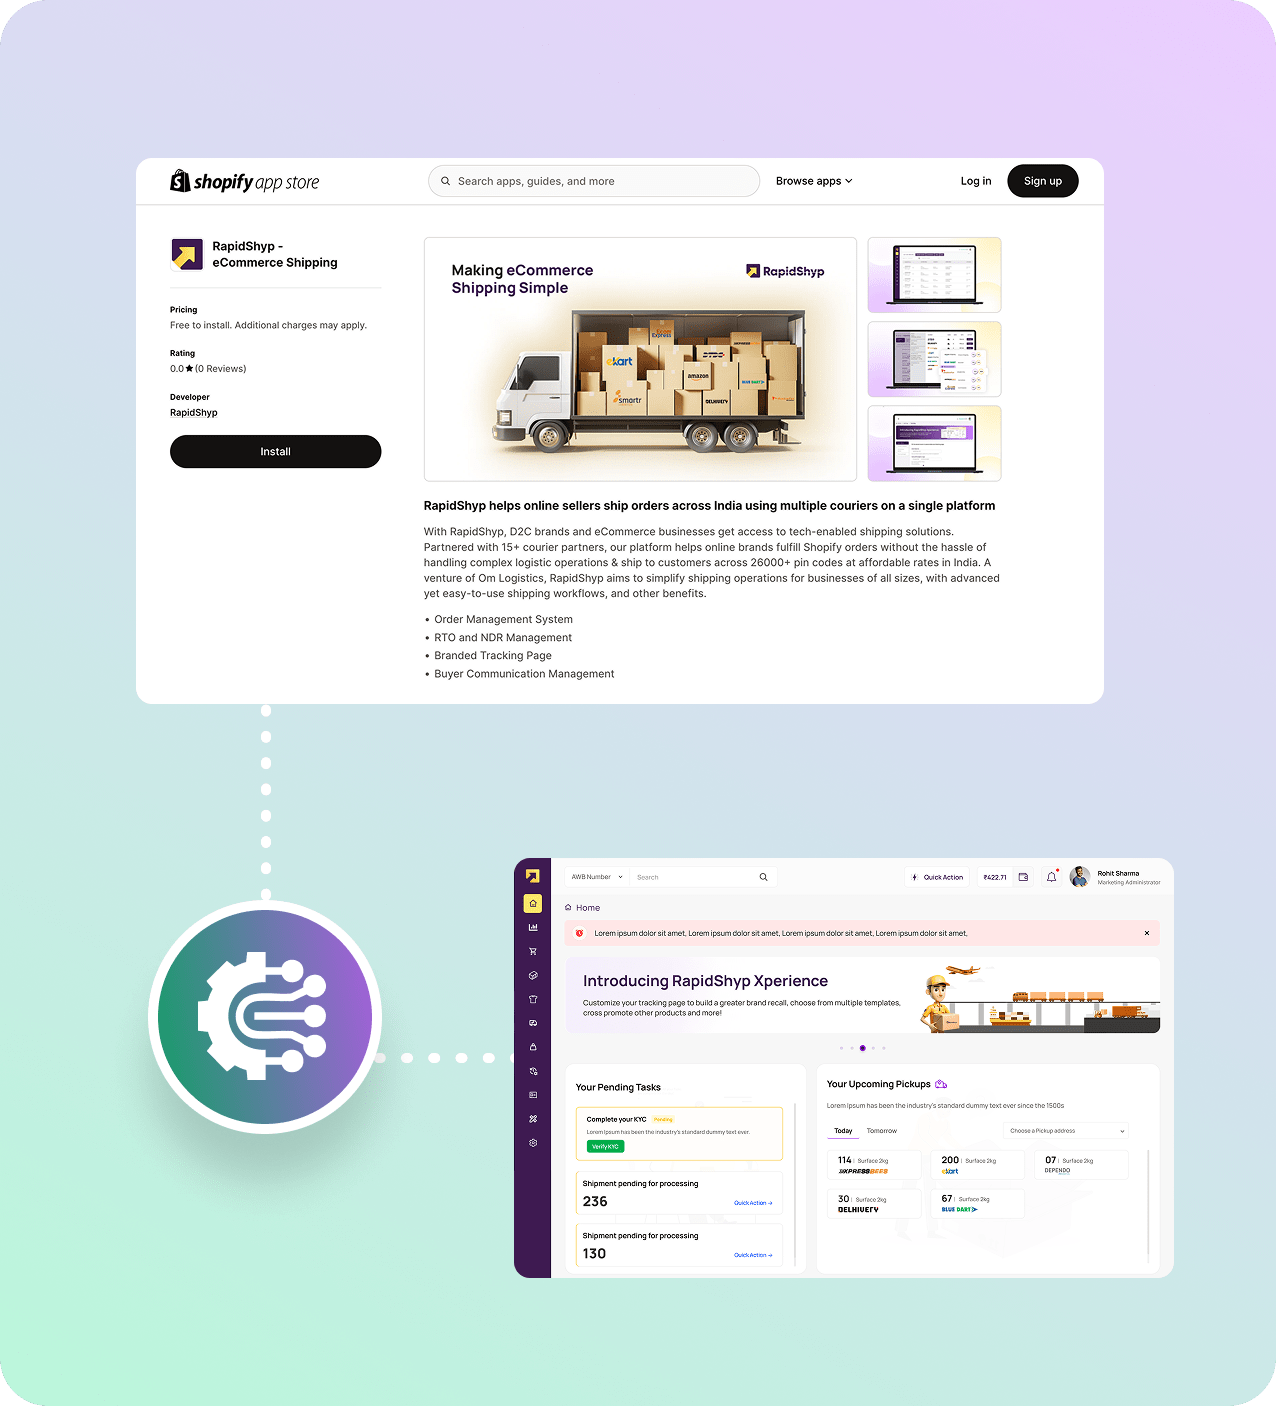 shopify app store
Search apps, guides, and more
Browse apps
Log in
Sign up
RapidShyp -
eCommerce Shipping
Pricing
Free to install. Additional charges may apply.
Rating
0.0★(0 Reviews)
Developer
RapidShyp
Install
Making eCommerce
Shipping Simple
RapidShyp
Express
ekart
amazon
BLUE DART
smartr
DELHIVERY
RapidShyp helps online sellers ship orders across India using multiple couriers on a single platform
With RapidShyp, D2C brands and eCommerce businesses get access to tech-enabled shipping solutions.
Partnered with 15+ courier partners, our platform helps online brands fulfill Shopify orders without the hassle of
handling complex logistic operations & ship to customers across 26000+ pin codes at affordable rates in India. A
venture of Om Logistics, RapidShyp aims to simplify shipping operations for businesses of all sizes, with advanced
yet easy-to-use shipping workflows, and other benefits.
• Order Management System
• RTO and NDR Management
• Branded Tracking Page
• Buyer Communication Management
AWB Number
Search
Quick Action
₹422.71
Rohit Sharma
Marketing Administrator
Home
Lorem ipsum dolor sit amet, Lorem ipsum dolor sit amet, Lorem ipsum dolor sit amet, Lorem ipsum dolor sit amet,
Introducing RapidShyp Xperience
Customize your tracking page to build a greater brand recall, choose from multiple templates,
cross promote other products and more!
Your Pending Tasks
Complete your KYC
Pending
Lorem Ipsum has been the industry's standard dummy text ever.
Verify KYC
Shipment pending for processing
236
Quick Action →
Shipment pending for processing
130
Quick Action →
Your Upcoming Pickups
Lorem Ipsum has been the industry's standard dummy text ever since the 1500s
Today
Tomorrow
Choose a Pickup address
114 | Surface 2kg
XPRESSBEES
200 | Surface 2kg
ekart
07 | Surface 2kg
DEPENDO
30 | Surface 2kg
DELHIVERY
67 | Surface 2kg
BLUE DART